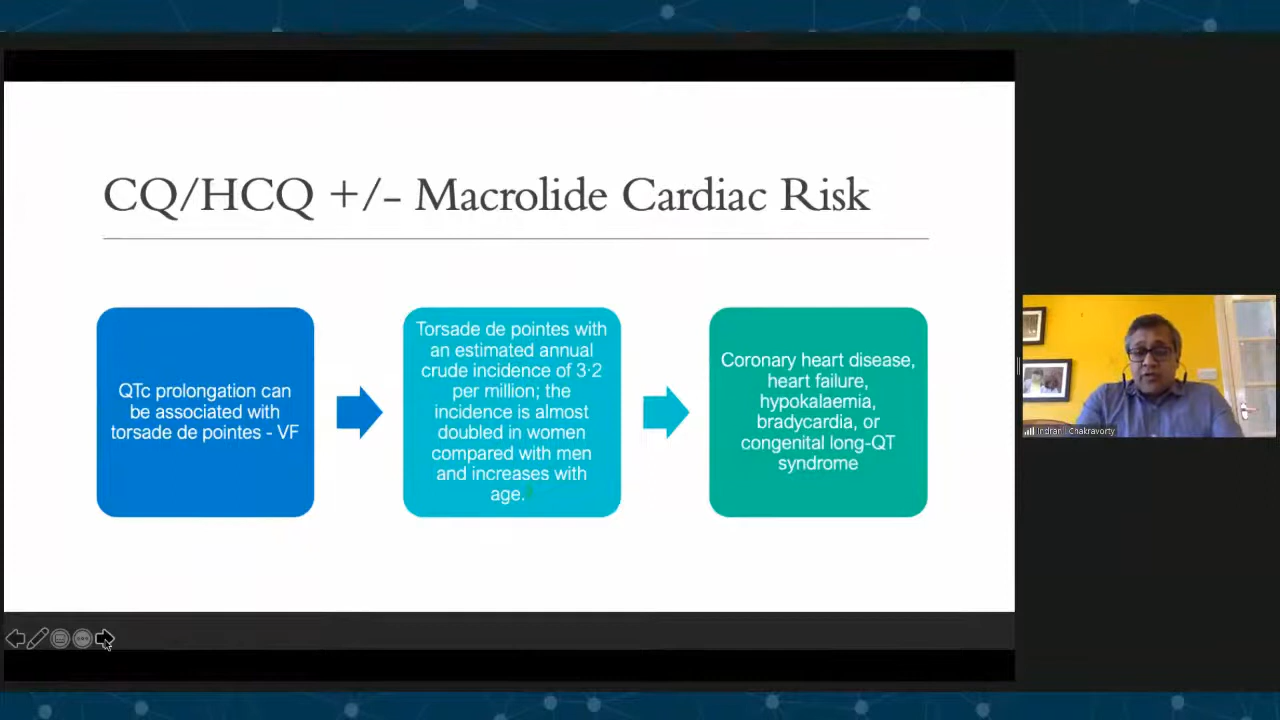 CQ/HCQ +/- Macrolide Cardiac Risk
QTc prolongation can
be associated with
torsade de pointes - VF
Torsade de pointes with
an estimated annual
crude incidence of 3·2
per million; the
incidence is almost
doubled in women
compared with men
and increases with
age.
Coronary heart disease,
heart failure,
hypokalaemia,
bradycardia, or
congenital long-QT
syndrome
Chakravorty